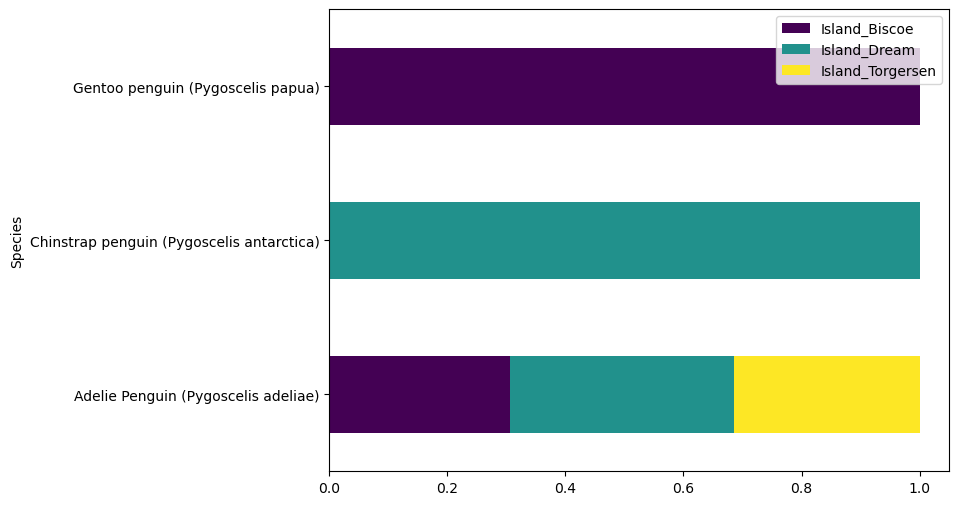 Island_Biscoe
Island_Dream
Island_Torgersen
Gentoo penguin (Pygoscelis papua)
Chinstrap penguin (Pygoscelis antarctica)
Adelie Penguin (Pygoscelis adeliae)
Species
0.0 0.2 0.4 0.6 0.8 1.0